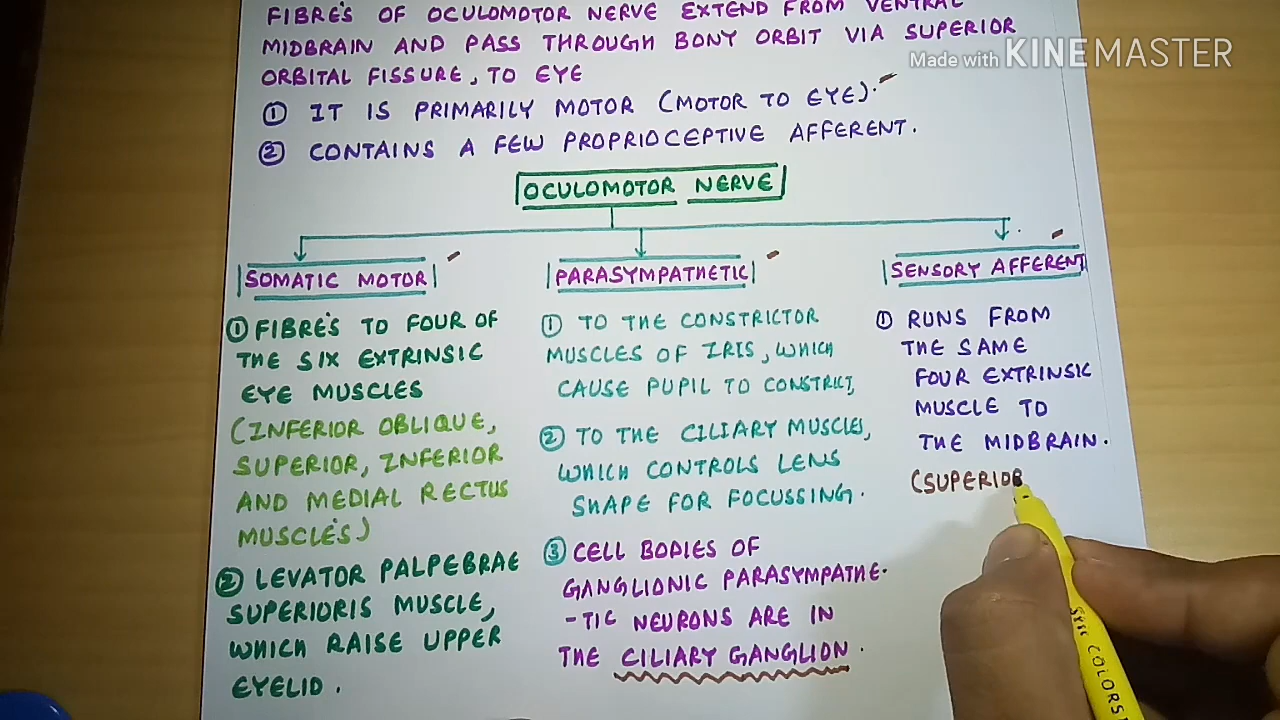 FIBRE'S OF OCULOMOTOR NERVE EXTEND FROM VENTRAL
MIDBRAIN AND PASS THROUGH BONY ORBIT VIA SUPERIOR
ORBITAL FISSURE, TO EYE
Made with KINEMASTER
① IT IS PRIMARILY MOTOR (MOTOR TO EYE).
② CONTAINS A FEW PROPRIOCEPTIVE AFFERENT.
OCULOMOTOR NERVE
SOMATIC MOTOR
① FIBRE'S TO FOUR OF
THE SIX EXTRINSIC
EYE MUSCLES
(INFERIOR OBLIQUE,
SUPERIOR, INFERIOR
AND MEDIAL RECTUS
MUSCLE'S)
② LEVATOR PALPEBRAE
SUPERIORIS MUSCLE,
WHICH RAISE UPPER
EYELID.
PARASYMPATHETIC
① TO THE CONSTRICTOR
MUSCLES OF IRIS, WHICH
CAUSE PUPIL TO CONSTRICT,
② TO THE CILIARY MUSCLES,
WHICH CONTROLS LENS
SHAPE FOR FOCUSSING.
③ CELL BODIES OF
GANGLIONIC PARASYMPATHE-
-TIC NEURONS ARE IN
THE CILIARY GANGLION.
SENSORY AFFERENT
① RUNS FROM
THE SAME
FOUR EXTRINSIC
MUSCLE TO
THE MIDBRAIN.
(SUPERIOR